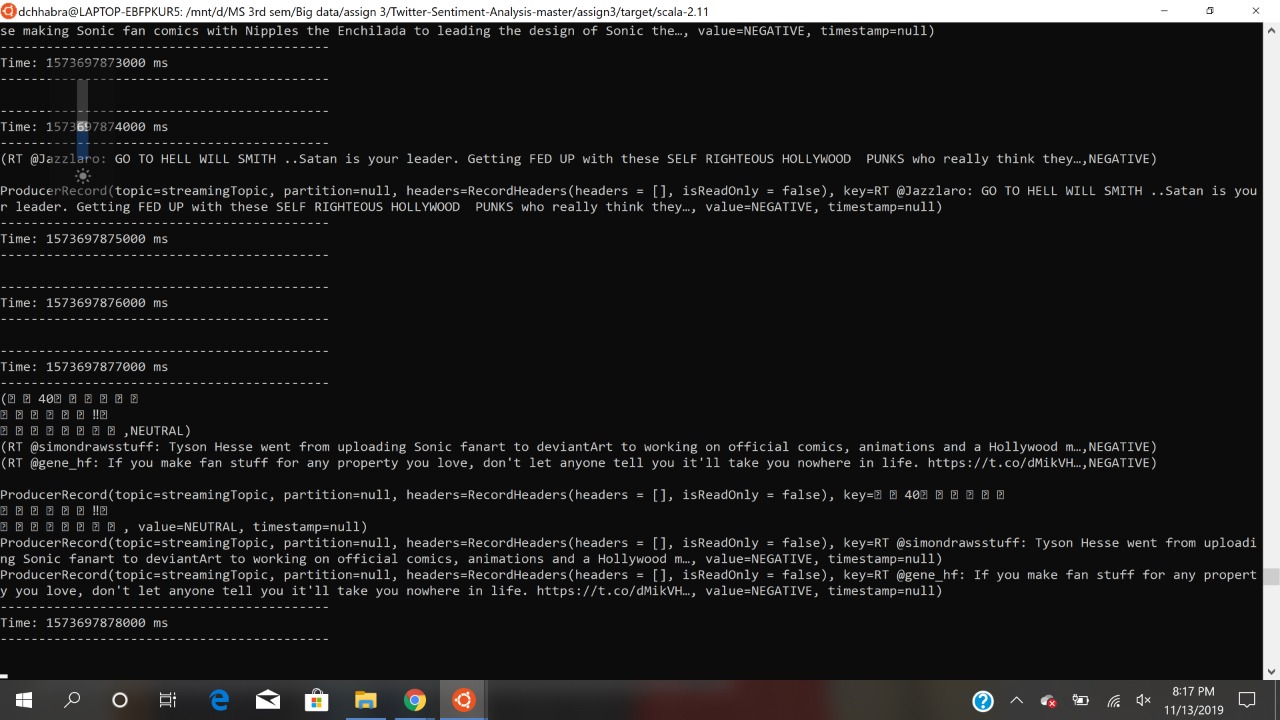 dchhabra@LAPTOP-EBFPKUR5: /mnt/d/MS 3rd sem/Big data/assign 3/Twitter-Sentiment-Analysis-master/assign3/target/scala-2.11
se making Sonic fan comics with Nipples the Enchilada to leading the design of Sonic the…, value=NEGATIVE, timestamp=null)
-------------------------------------------
Time: 1573697873000 ms
-------------------------------------------
-------------------------------------------
Time: 1573697874000 ms
-------------------------------------------
(RT @Jazzlaro: GO TO HELL WILL SMITH ..Satan is your leader. Getting FED UP with these SELF RIGHTEOUS HOLLYWOOD  PUNKS who really think they…,NEGATIVE)
ProducerRecord(topic=streamingTopic, partition=null, headers=RecordHeaders(headers = [], isReadOnly = false), key=RT @Jazzlaro: GO TO HELL WILL SMITH ..Satan is you
r leader. Getting FED UP with these SELF RIGHTEOUS HOLLYWOOD  PUNKS who really think they…, value=NEGATIVE, timestamp=null)
-------------------------------------------
Time: 1573697875000 ms
-------------------------------------------
-------------------------------------------
Time: 1573697876000 ms
-------------------------------------------
-------------------------------------------
Time: 1573697877000 ms
-------------------------------------------
( 40
‼
,NEUTRAL)
(RT @simondrawsstuff: Tyson Hesse went from uploading Sonic fanart to deviantArt to working on official comics, animations and a Hollywood m…,NEGATIVE)
(RT @gene_hf: If you make fan stuff for any property you love, don't let anyone tell you it'll take you nowhere in life. https://t.co/dMikVH…,NEGATIVE)
ProducerRecord(topic=streamingTopic, partition=null, headers=RecordHeaders(headers = [], isReadOnly = false), key= 40
‼
, value=NEUTRAL, timestamp=null)
ProducerRecord(topic=streamingTopic, partition=null, headers=RecordHeaders(headers = [], isReadOnly = false), key=RT @simondrawsstuff: Tyson Hesse went from uploadi
ng Sonic fanart to deviantArt to working on official comics, animations and a Hollywood m…, value=NEGATIVE, timestamp=null)
ProducerRecord(topic=streamingTopic, partition=null, headers=RecordHeaders(headers = [], isReadOnly = false), key=RT @gene_hf: If you make fan stuff for any propert
y you love, don't let anyone tell you it'll take you nowhere in life. https://t.co/dMikVH…, value=NEGATIVE, timestamp=null)
-------------------------------------------
Time: 1573697878000 ms
-------------------------------------------
8:17 PM
11/13/2019